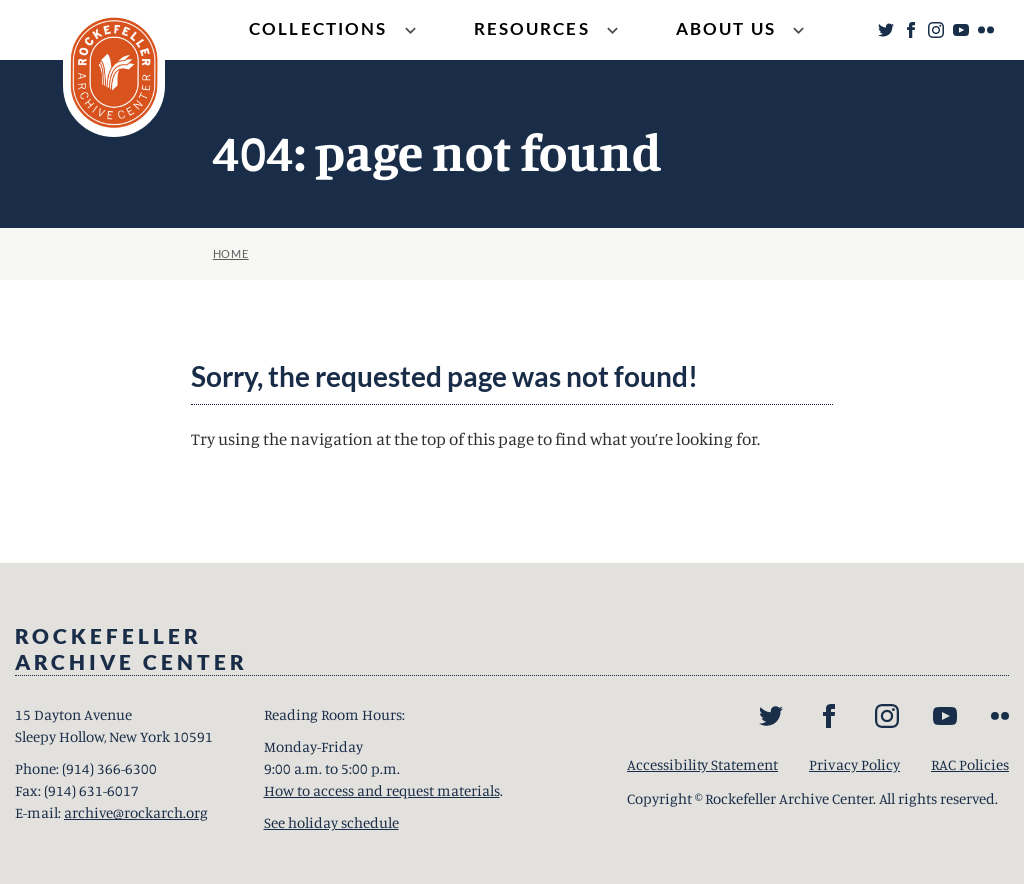 COLLECTIONS
RESOURCES
ABOUT US
ROCKEFELLER
ARCHIVE CENTER
404: page not found
HOME
Sorry, the requested page was not found!
Try using the navigation at the top of this page to find what you're looking for.
ROCKEFELLER
ARCHIVE CENTER
15 Dayton Avenue
Sleepy Hollow, New York 10591
Phone: (914) 366-6300
Fax: (914) 631-6017
E-mail: archive@rockarch.org
Reading Room Hours:
Monday-Friday
9:00 a.m. to 5:00 p.m.
How to access and request materials.
See holiday schedule
Accessibility Statement
Privacy Policy
RAC Policies
Copyright © Rockefeller Archive Center. All rights reserved.